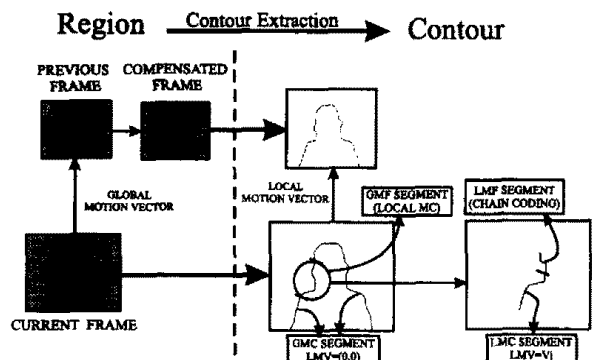 Region
Contour Extraction
Contour
PREVIOUS
FRAME
COMPENSATED
FRAME
GLOBAL
MOTION VECTOR
LOCAL
MOTION VECTOR
GMF SEGMENT
(LOCAL MC)
LMF SEGMENT
(CHAIN CODING)
CURRENT FRAME
GMC SEGMENT
LMV=(0,0)
LMC SEGMENT
LMV=Vi